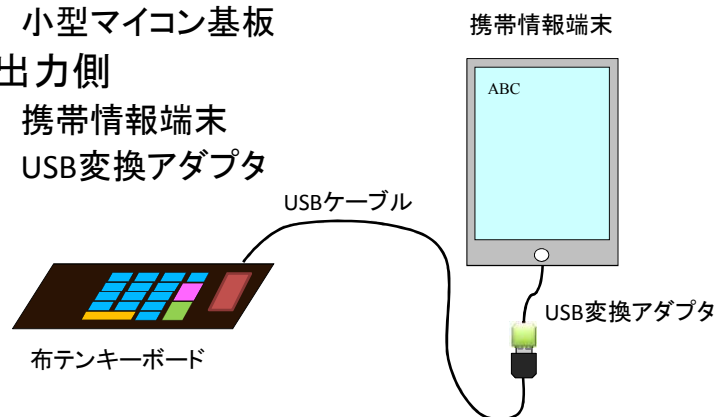 小型マイコン基板
出力側
携帯情報端末
USB変換アダプタ
携帯情報端末
ABC
USBケーブル
USB変換アダプタ
布テンキーボード